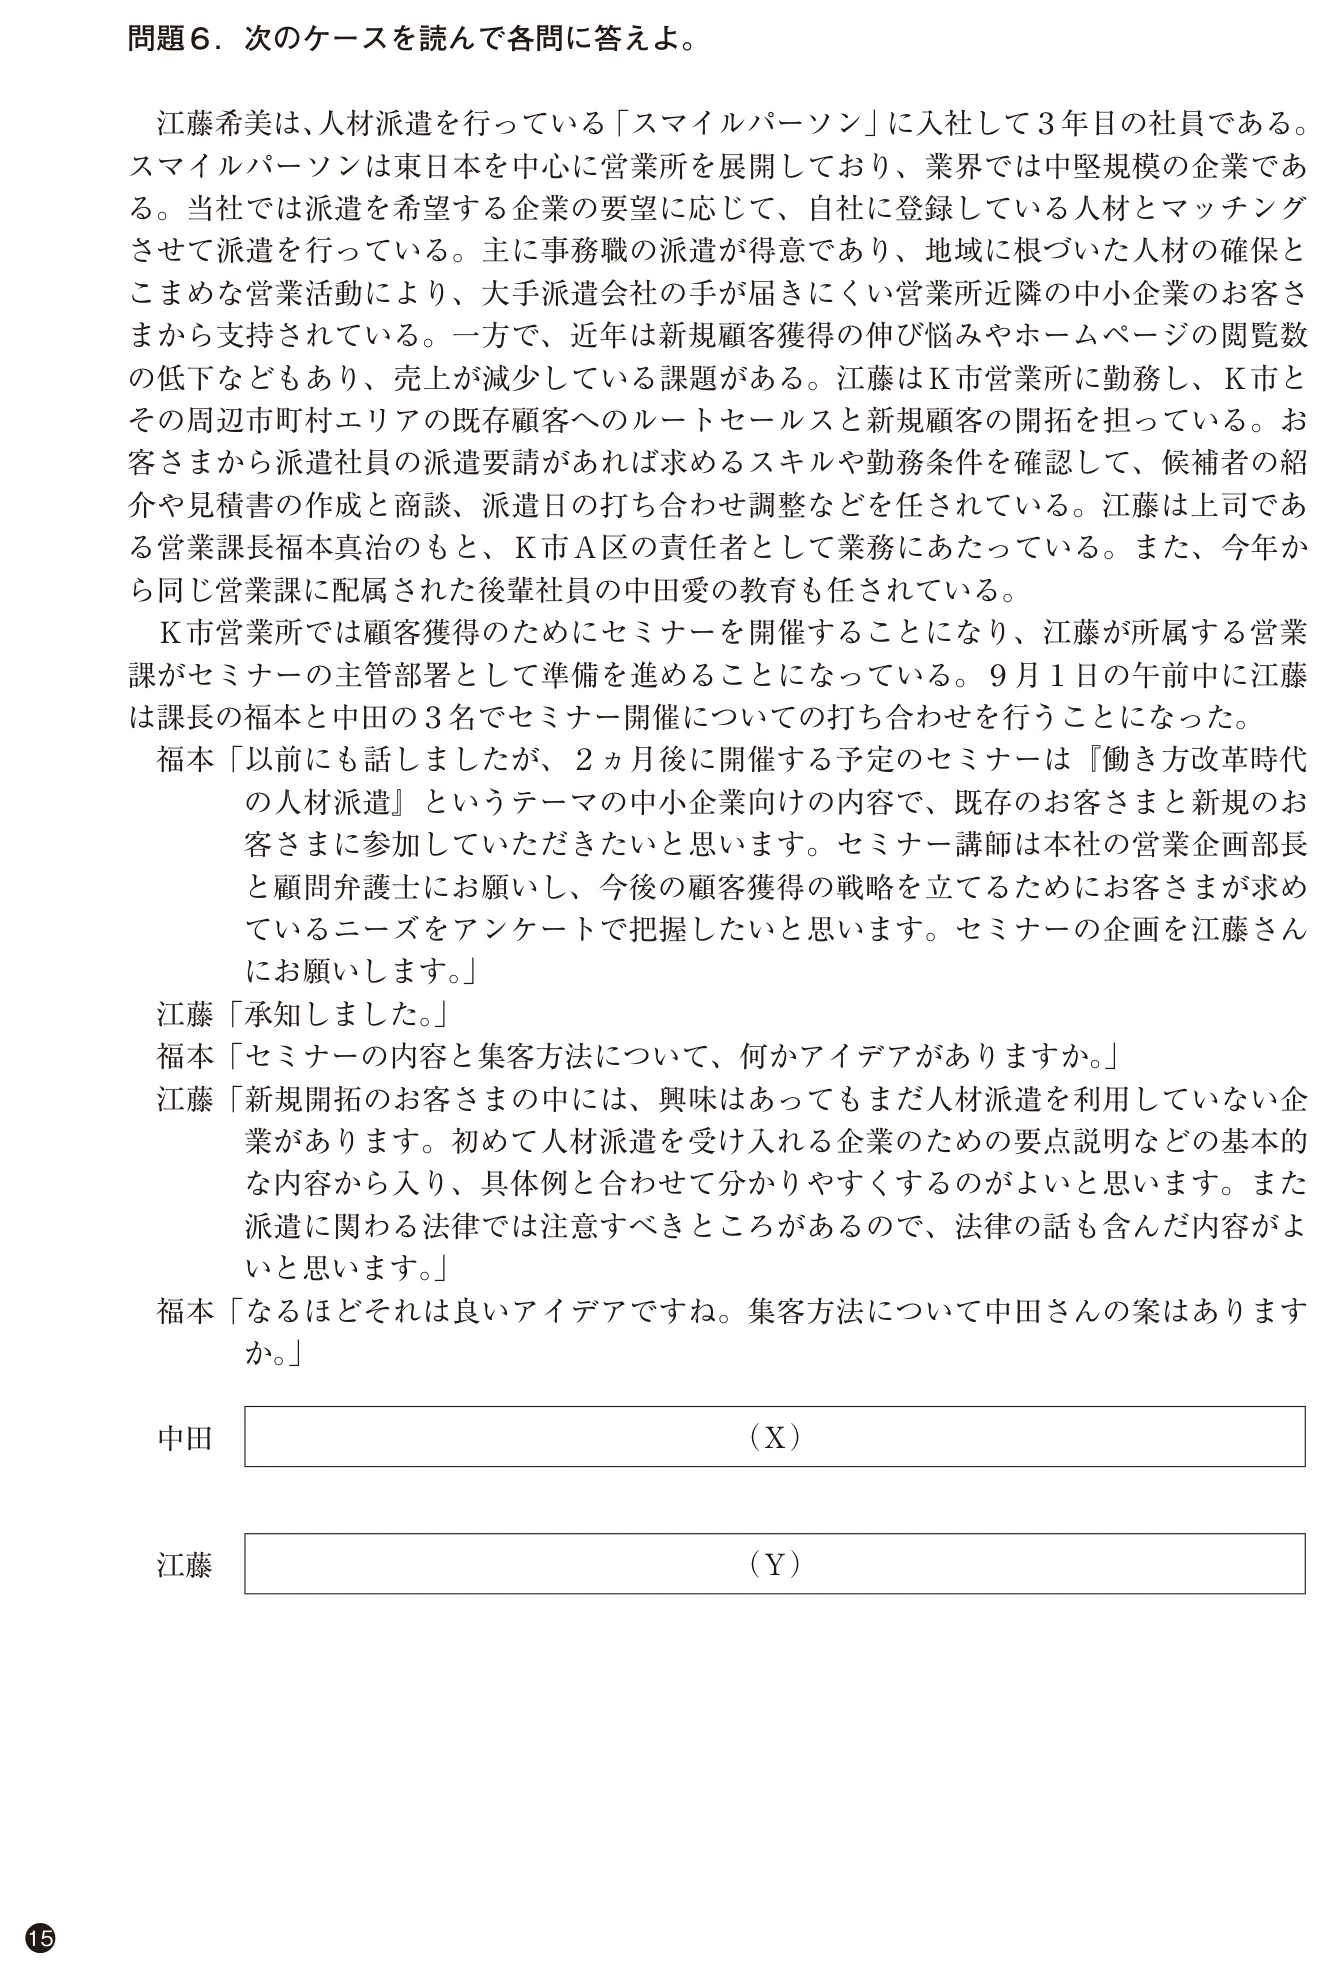 問題６．次のケースを読んで各問に答えよ。
江藤希美は、人材派遣を行っている「スマイルパーソン」に入社して３年目の社員である。
スマイルパーソンは東日本を中心に営業所を展開しており、業界では中堅規模の企業であ
る。当社では派遣を希望する企業の要望に応じて、自社に登録している人材とマッチング
させて派遣を行っている。主に事務職の派遣が得意であり、地域に根づいた人材の確保と
こまめな営業活動により、大手派遣会社の手が届きにくい営業所近隣の中小企業のお客さ
まから支持されている。一方で、近年は新規顧客獲得の伸び悩みやホームページの閲覧数
の低下などもあり、売上が減少している課題がある。江藤はＫ市営業所に勤務し、Ｋ市と
その周辺市町村エリアの既存顧客へのルートセールスと新規顧客の開拓を担っている。お
客さまから派遣社員の派遣要請があれば求めるスキルや勤務条件を確認して、候補者の紹
介や見積書の作成と商談、派遣日の打ち合わせ調整などを任されている。江藤は上司であ
る営業課長福本真治のもと、Ｋ市Ａ区の責任者として業務にあたっている。また、今年か
ら同じ営業課に配属された後輩社員の中田愛の教育も任されている。
Ｋ市営業所では顧客獲得のためにセミナーを開催することになり、江藤が所属する営業
課がセミナーの主管部署として準備を進めることになっている。９月１日の午前中に江藤
は課長の福本と中田の３名でセミナー開催についての打ち合わせを行うことになった。
福本「以前にも話しましたが、２ヵ月後に開催する予定のセミナーは『働き方改革時代
の人材派遣』というテーマの中小企業向けの内容で、既存のお客さまと新規のお
客さまに参加していただきたいと思います。セミナー講師は本社の営業企画部長
と顧問弁護士にお願いし、今後の顧客獲得の戦略を立てるためにお客さまが求め
ているニーズをアンケートで把握したいと思います。セミナーの企画を江藤さん
にお願いします。」
江藤「承知しました。」
福本「セミナーの内容と集客方法について、何かアイデアがありますか。」
江藤「新規開拓のお客さまの中には、興味はあってもまだ人材派遣を利用していない企
業があります。初めて人材派遣を受け入れる企業のための要点説明などの基本的
な内容から入り、具体例と合わせて分かりやすくするのがよいと思います。また
派遣に関わる法律では注意すべきところがあるので、法律の話も含んだ内容がよ
いと思います。」
福本「なるほどそれは良いアイデアですね。集客方法について中田さんの案はあります
か。」
中田 （Ｘ）
江藤 （Ｙ）
15